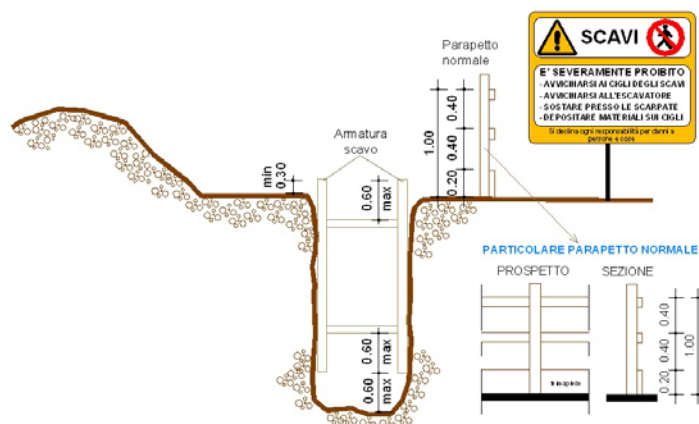 SCAVI
E' SEVERAMENTE PROIBITO
- AVVICINARSI AI CIGLI DEGLI SCAVI
- AVVICINARSI ALL'ESCAVATORE
- SOSTARE PRESSO LE SCARPATE
- DEPOSITARE MATERIALI SUI CIGLI
Si declina ogni responsabilità per danni a
persone e cose
Parapetto
normale
Armatura
scavo
min
0.30
0.60
max
1.00
0.40
0.40
0.20
0.60
max
0.60
max
PARTICOLARE PARAPETTO NORMALE
PROSPETTO
SEZIONE
0.40
0.40
0.20
1.00